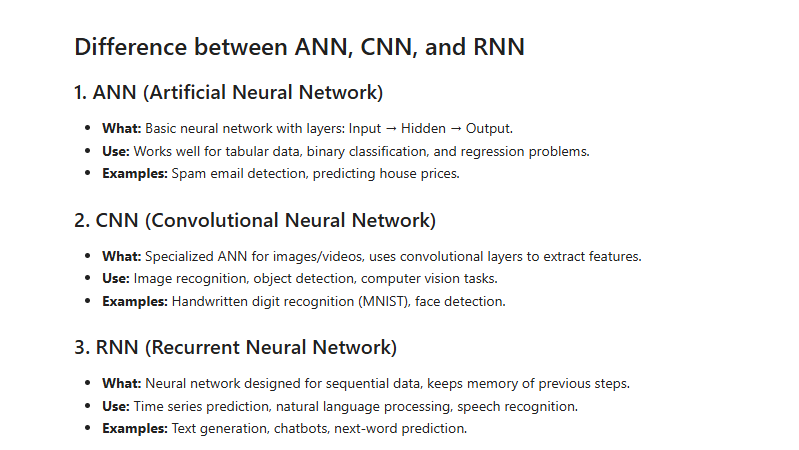 Difference between ANN, CNN, and RNN
1. ANN (Artificial Neural Network)
• What: Basic neural network with layers: Input → Hidden → Output.
• Use: Works well for tabular data, binary classification, and regression problems.
• Examples: Spam email detection, predicting house prices.
2. CNN (Convolutional Neural Network)
• What: Specialized ANN for images/videos, uses convolutional layers to extract features.
• Use: Image recognition, object detection, computer vision tasks.
• Examples: Handwritten digit recognition (MNIST), face detection.
3. RNN (Recurrent Neural Network)
• What: Neural network designed for sequential data, keeps memory of previous steps.
• Use: Time series prediction, natural language processing, speech recognition.
• Examples: Text generation, chatbots, next-word prediction.